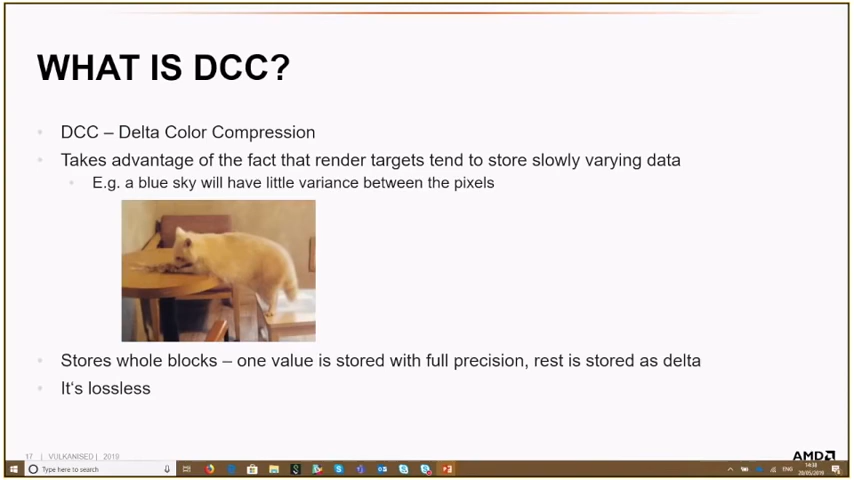 WHAT IS DCC?
DCC – Delta Color Compression
Takes advantage of the fact that render targets tend to store slowly varying data
E.g. a blue sky will have little variance between the pixels
Stores whole blocks – one value is stored with full precision, rest is stored as delta
It's lossless
17 | VULKANISED | 2019
AMD
Type here to search
ENG
14:38
20/05/2019